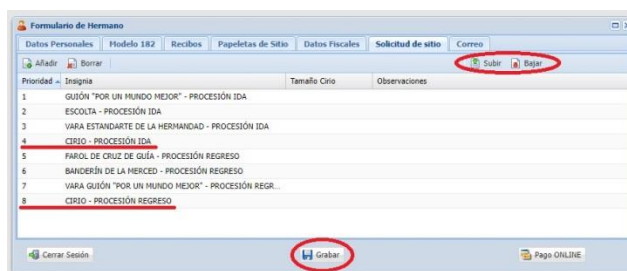 Formulario de Hermano
Datos Personales Modelo 182 Recibos Papeletas de Sitio Datos Fiscales Solicitud de sitio Correo
Añadir Borrar Subir Bajar
Prioridad Insignia Tamaño Cirio Observaciones
1 GUIÓN "POR UN MUNDO MEJOR" - PROCESIÓN IDA
2 ESCOLTA - PROCESIÓN IDA
3 VARA ESTANDARTE DE LA HERMANDAD - PROCESIÓN IDA
4 CIRIO - PROCESIÓN IDA
5 FAROL DE CRUZ DE GUÍA - PROCESIÓN REGRESO
6 BANDERÍN DE LA MERCED - PROCESIÓN REGRESO
7 VARA GUIÓN "POR UN MUNDO MEJOR" - PROCESIÓN REGR...
8 CIRIO - PROCESIÓN REGRESO
Cerrar Sesión Grabar Pago ONLINE